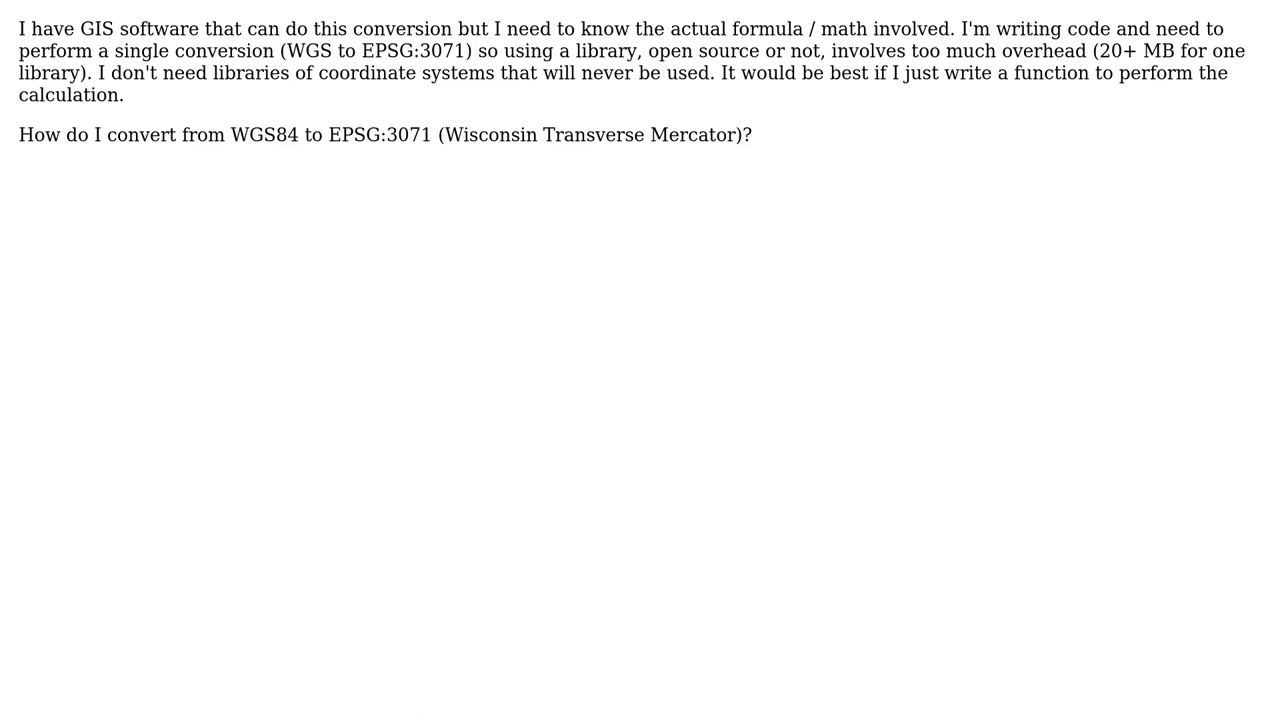 I have GIS software that can do this conversion but I need to know the actual formula / math involved. I'm writing code and need to
perform a single conversion (WGS to EPSG:3071) so using a library, open source or not, involves too much overhead (20+ MB for one
library). I don't need libraries of coordinate systems that will never be used. It would be best if I just write a function to perform the
calculation.
How do I convert from WGS84 to EPSG:3071 (Wisconsin Transverse Mercator)?